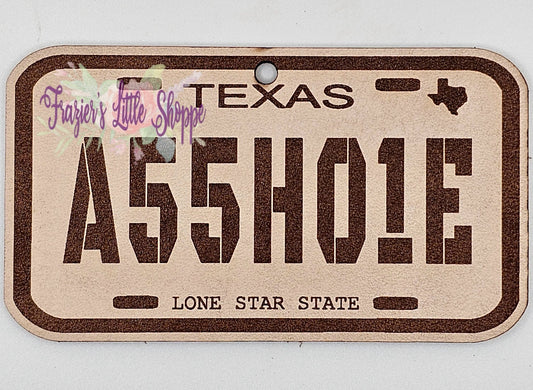 TEXAS
Frazier's Little Shoppe
A55HO1E
LONE STAR STATE